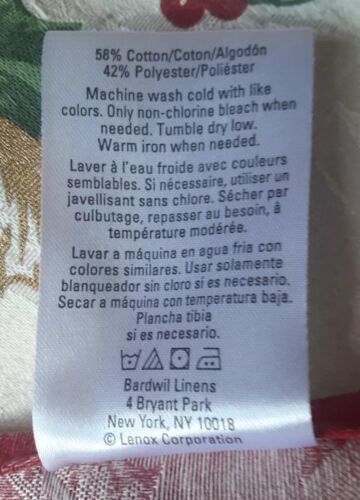 58% Cotton/Coton/Algodón
42% Polyester/Poliéster
Machine wash cold with like
colors. Only non-chlorine bleach when
needed. Tumble dry low.
Warm iron when needed.
Laver à l'eau froide avec couleurs
semblables. Si nécessaire, utiliser un
javellisant sans chlore. Sécher par
culbutage, repasser au besoin, à
température modérée.
Lavar a máquina en agua fria con
colores similares. Usar solamente
blanqueador sin cloro si es necesario.
Secar a máquina con temperatura baja.
Plancha tibia
si es necesario.
Bardwil Linens
4 Bryant Park
New York, NY 10018
© Lenox Corporation